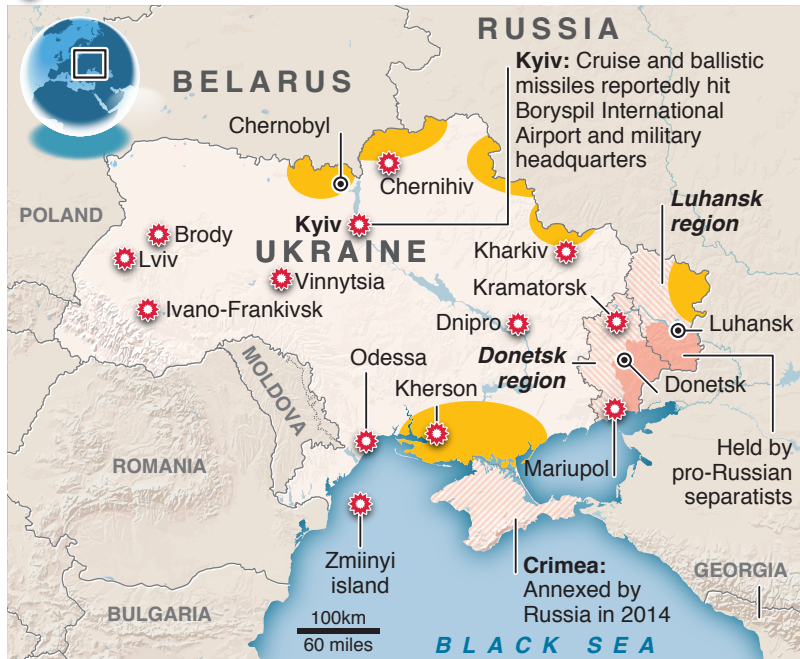 RUSSIA
BELARUS
Kyiv: Cruise and ballistic
missiles reportedly hit
Boryspil International
Airport and military
headquarters
Chernobyl
Chernihiv
POLAND
Luhansk
region
Kyiv
Brody
Lviv
UKRAINE
Kharkiv
Vinnytsia
Kramatorsk
Ivano-Frankivsk
Dnipro
Luhansk
Odessa
Donetsk
region
MOLDOVA
Kherson
Donetsk
ROMANIA
Mariupol
Held by
pro-Russian
separatists
Zmiinyi
island
Crimea:
Annexed by
Russia in 2014
GEORGIA
BULGARIA
100km
60 miles
BLACK SEA